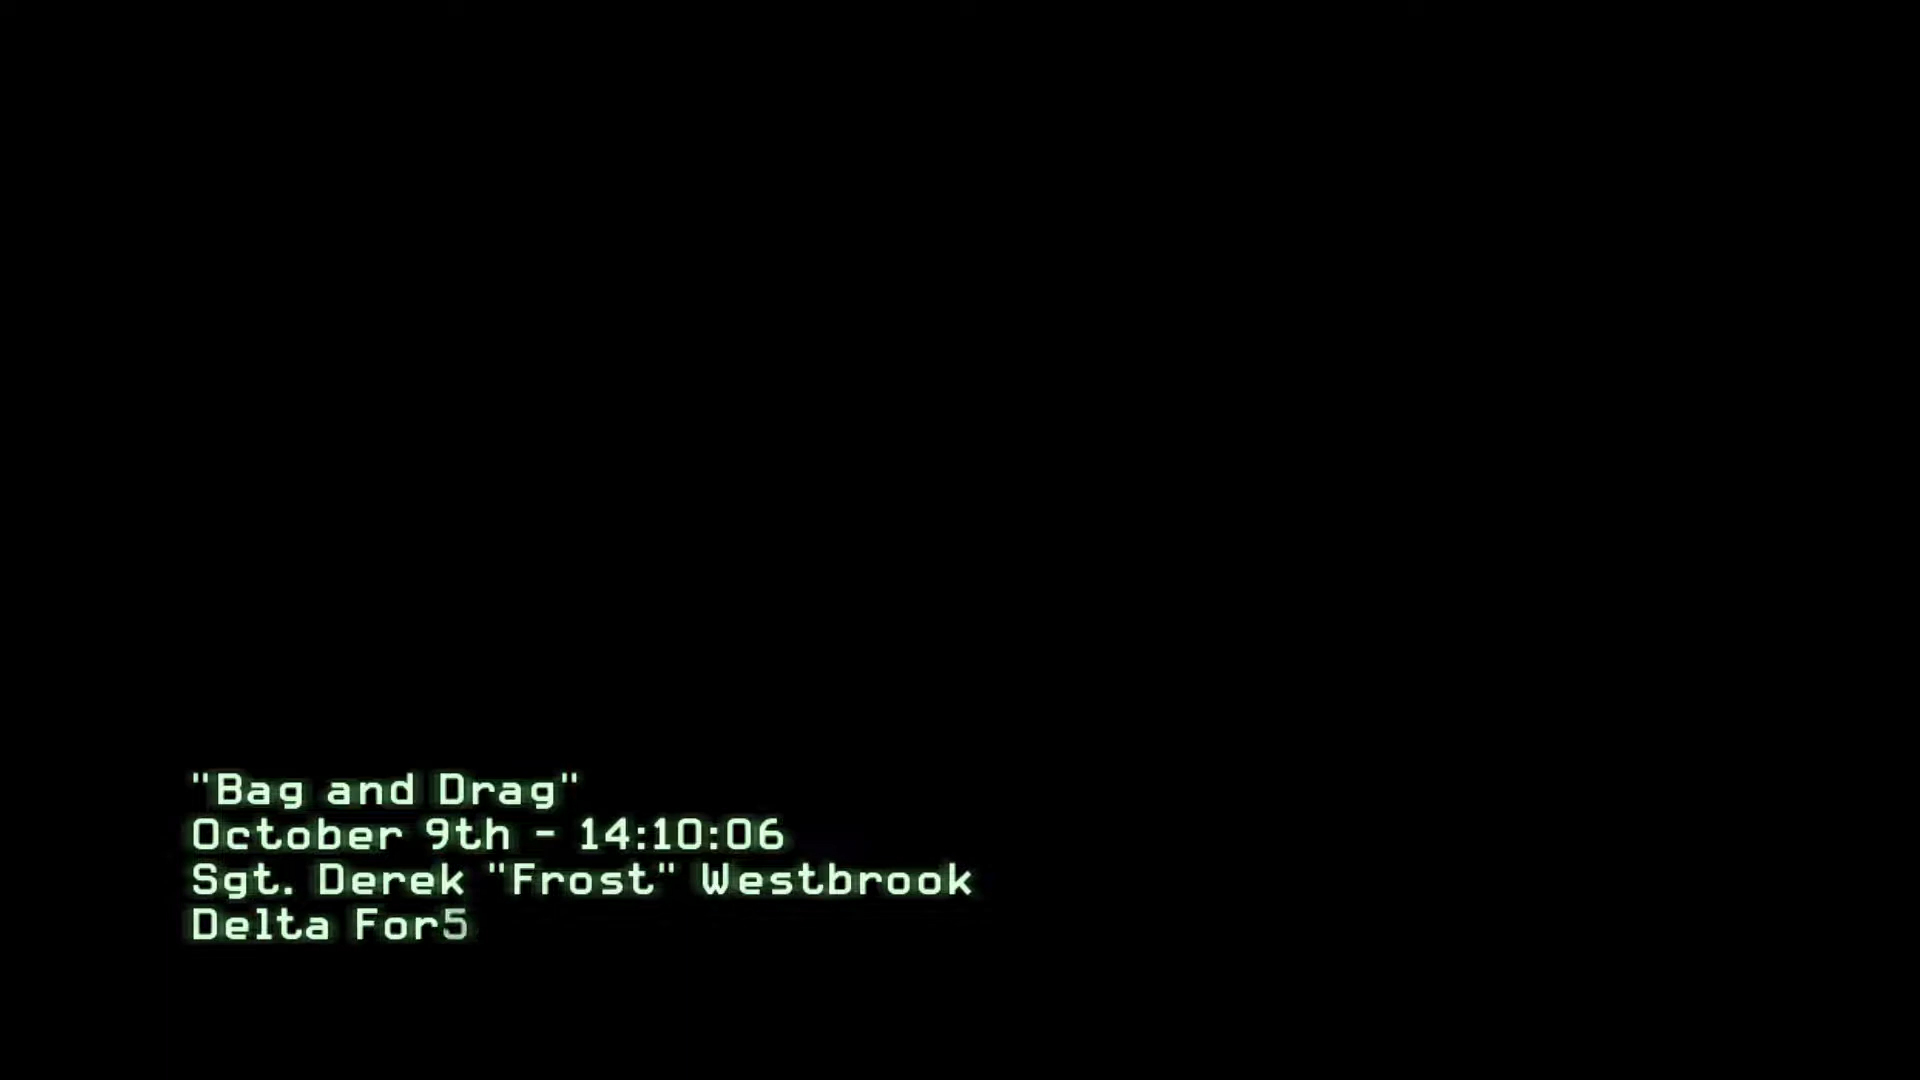 "Bag and Drag"
October 9th - 14:10:06
Sgt. Derek "Frost" Westbrook
Delta For5